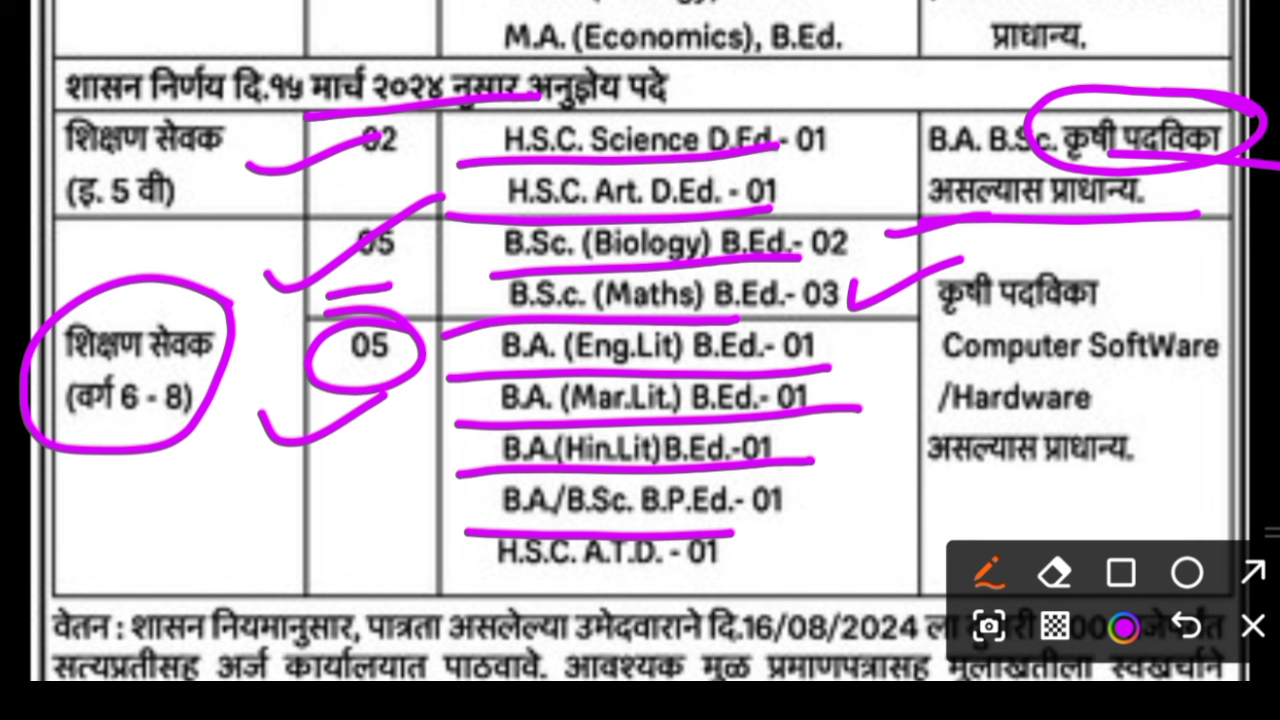 M.A. (Economics), B.Ed.
प्राधान्य.
शासन निर्णय दि.१५ मार्च २०२४ नुसार अनुज्ञेय पदे
शिक्षण सेवक
(इ. 5 वी)
02
H.S.C. Science D.Ed.- 01
H.S.C. Art. D.Ed. - 01
B.A. B.Sc. कृषी पदविका
असल्यास प्राधान्य.
शिक्षण सेवक
(वर्ग 6 - 8)
05
B.Sc. (Biology) B.Ed.- 02
B.S.c. (Maths) B.Ed.- 03
05
B.A. (Eng.Lit) B.Ed.- 01
B.A. (Mar.Lit.) B.Ed.- 01
B.A.(Hin.Lit)B.Ed.-01
B.A./B.Sc. B.P.Ed.- 01
H.S.C. A.T.D. - 01
कृषी पदविका
Computer SoftWare
/Hardware
असल्यास प्राधान्य.
वेतन : शासन नियमानुसार, पात्रता असलेल्या उमेदवाराने दि.16/08/2024 ला
सत्यप्रतीसह अर्ज कार्यालयात पाठवावे. आवश्यक मूळ प्रमाणपत्रासह मुलाखतीला स्वखर्चाने